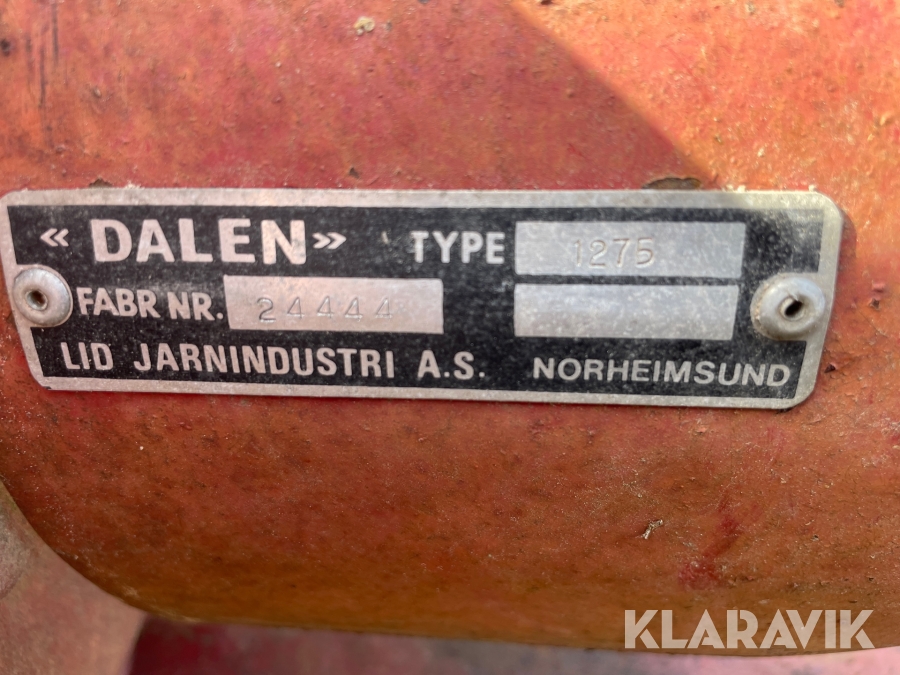 « DALEN » TYPE 1275
FABR NR. 24444
LID JARNINDUSTRI A.S. NORHEIMSUND
KLARAVIK